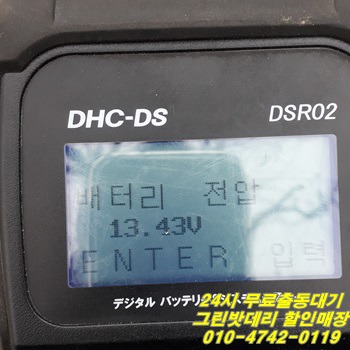 DHC-DS DSR02
배터리 전압
13.43V
ENTER 입력
デジタル バッテリ
24시 무료출동대기
그린밧데리 할인매장
010-4742-0119